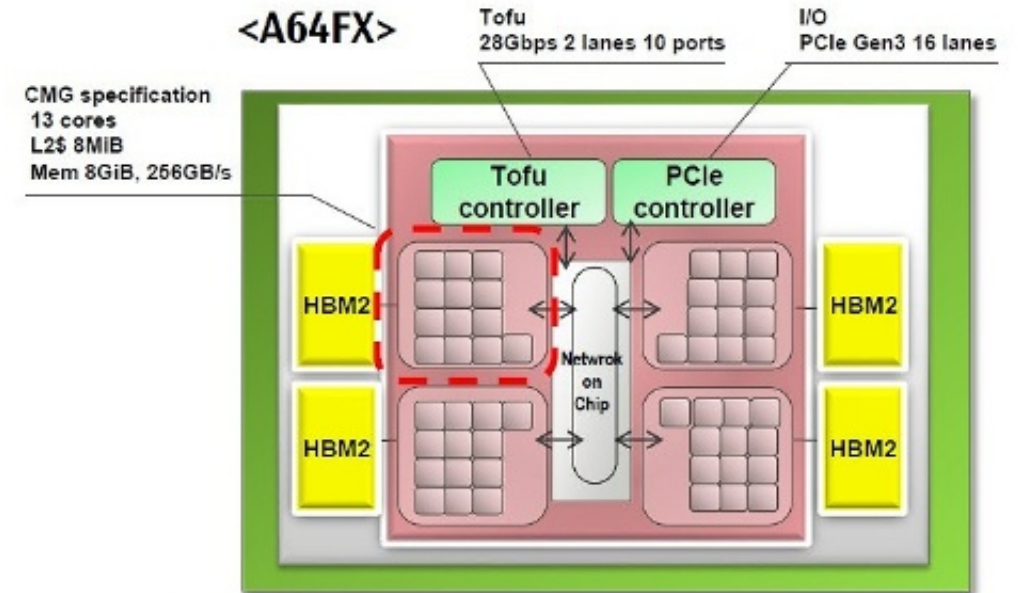 <A64FX>
Tofu
28Gbps 2 lanes 10 ports
I/O
PCIe Gen3 16 lanes
CMG specification
13 cores
L2$ 8MiB
Mem 8GiB, 256GB/s
Tofu
controller
PCIe
controller
HBM2
HBM2
Netwrok
on
Chip
HBM2
HBM2